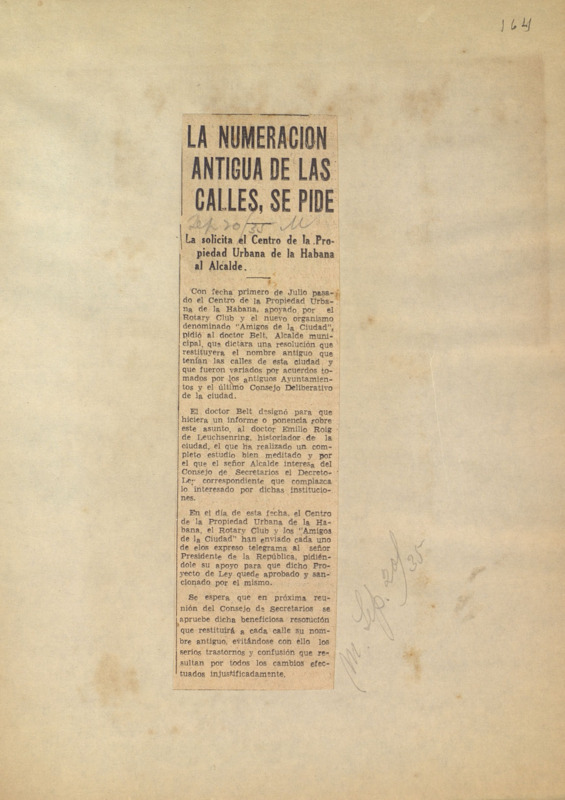 164
LA NUMERACION
ANTIGUA DE LAS
CALLES, SE PIDE
Sep. 20/35 M
La solicita el Centro de la Pro-
piedad Urbana de la Habana
al Alcalde.
Con fecha primero de Julio pasa-
do el Centro de la Propiedad Urba-
na de la Habana, apoyado por el
Rotary Club y el nuevo organismo
denominado "Amigos de la Ciudad",
pidió al doctor Belt, Alcalde muni-
cipal, que dictara una resolución que
restituyera el nombre antiguo que
tenían las calles de esta ciudad y
que fueron variados por acuerdos to-
mados por los antiguos Ayuntamien-
tos y el último Consejo Deliberativo
de la ciudad.
El doctor Belt designó para que
hiciera un informe o ponencia sobre
este asunto, al doctor Emilio Roig
de Leuchsenring, historiador de la
ciudad, el que ha realizado un com-
pleto estudio bien meditado y por
el que el señor Alcalde interesa del
Consejo de Secretarios el Decreto-
Ley correspondiente que complazca
lo interesado por dichas institucio-
nes.
En el día de esta fecha, el Centro
de la Propiedad Urbana de la Ha-
bana, el Rotary Club y los "Amigos
de la Ciudad" han enviado cada uno
de elos expreso telegrama al señor
Presidente de la República, pidién-
dole su apoyo para que dicho Pro-
yecto de Ley quede aprobado y san-
cionado por el mismo.
Se espera que en próxima reu-
nión del Consejo de Secretarios se
apruebe dicha beneficiosa resolución
que restituirá a cada calle su nom-
bre antiguo, evitándose con ello los
serios trastornos y confusión que re-
sultan por todos los cambios efec-
tuados injustificadamente.
M Sep. /35